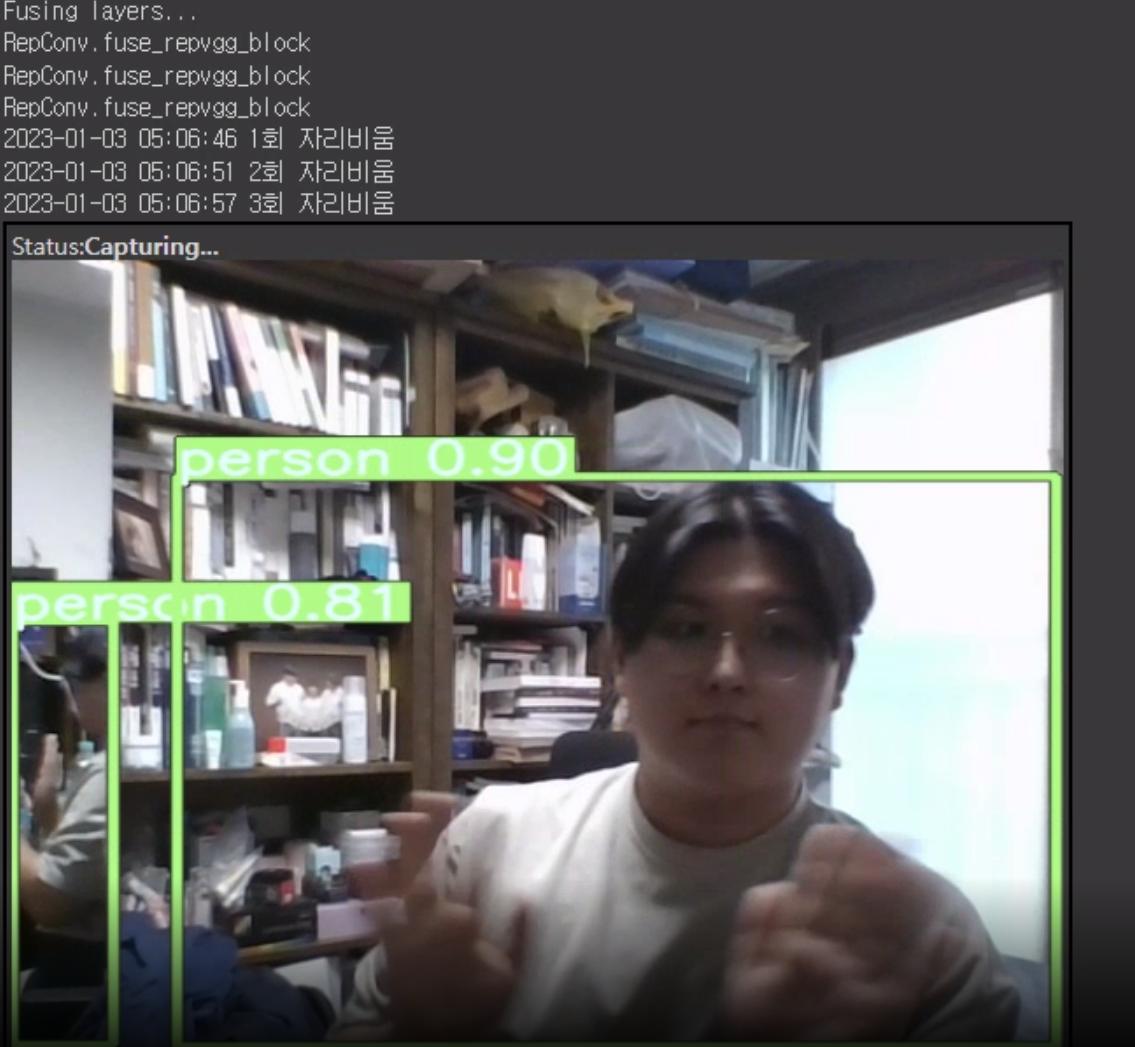 Fusing layers...
RepConv.fuse_repvgg_block
RepConv.fuse_repvgg_block
RepConv.fuse_repvgg_block
2023-01-03 05:06:46 1회 자리비움
2023-01-03 05:06:51 2회 자리비움
2023-01-03 05:06:57 3회 자리비움
Status:Capturing...
person 0.90
person 0.81
L